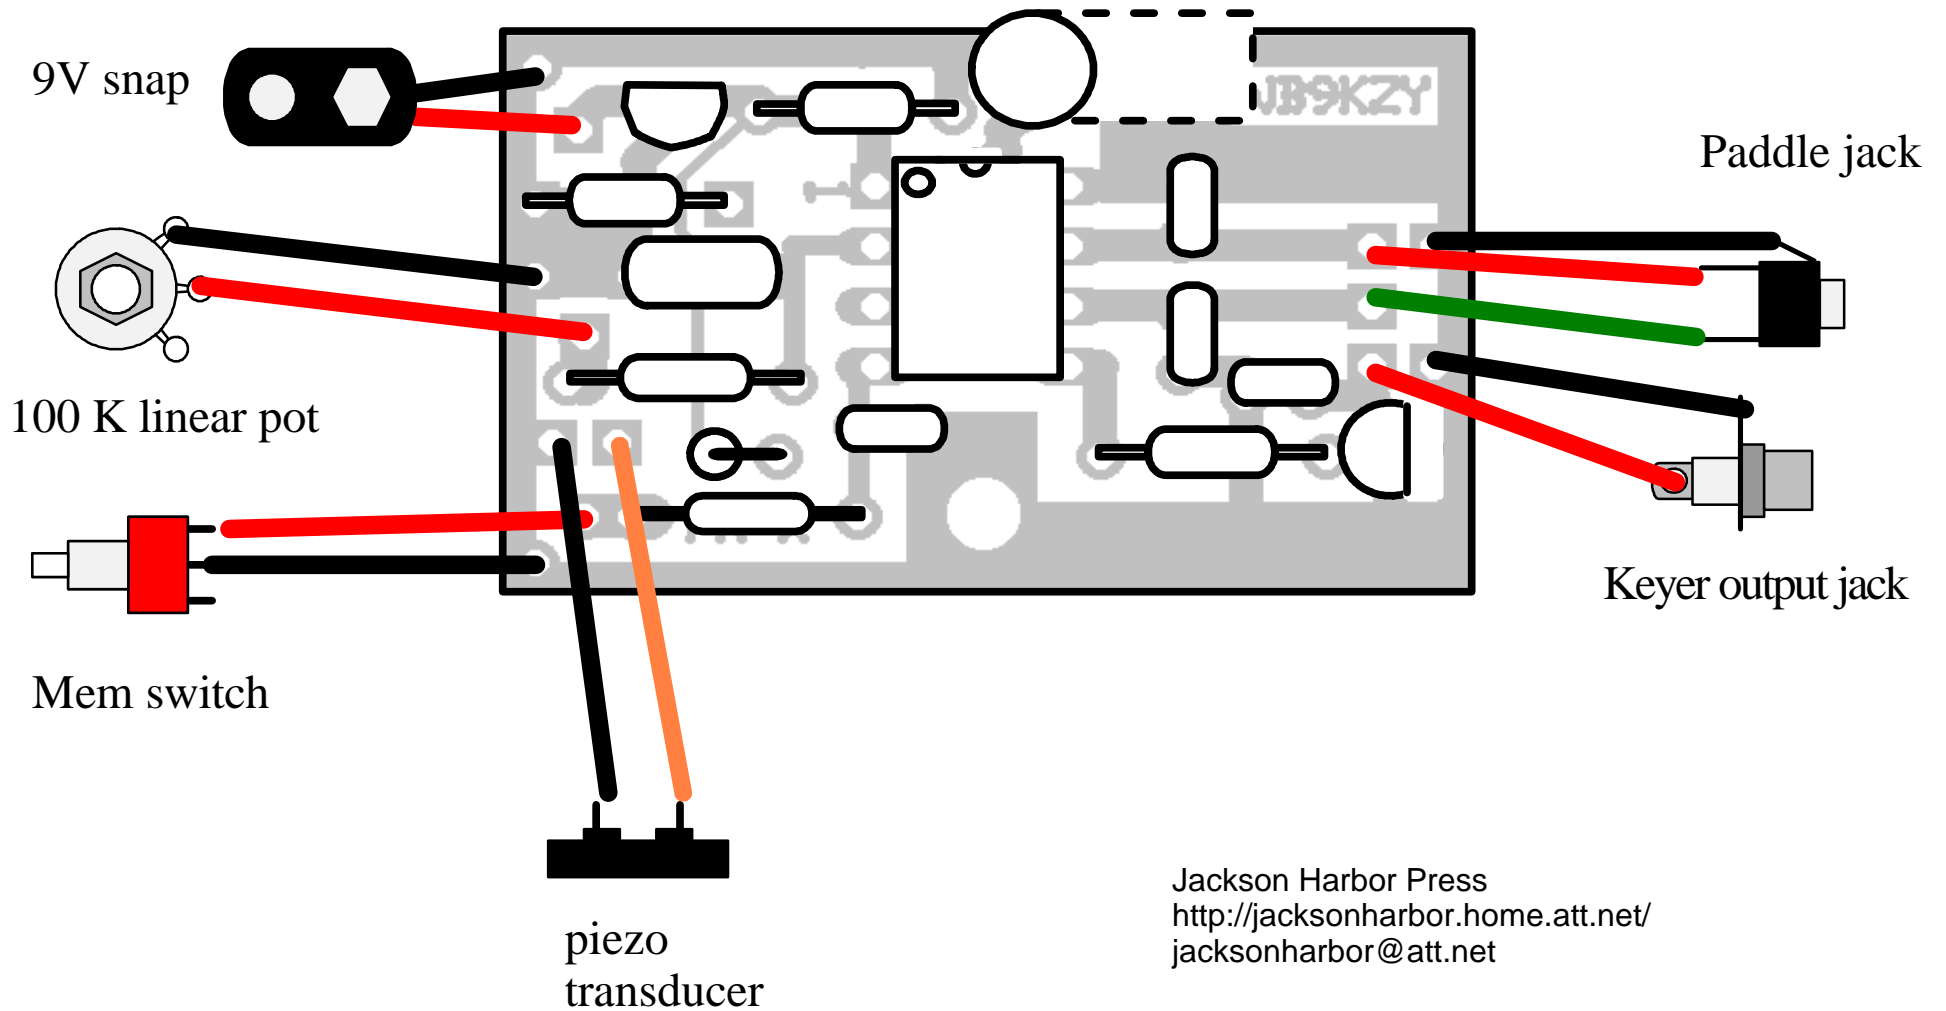 9V snap
WB9KZY
Paddle jack
100 K linear pot
Keyer output jack
Mem switch
Jackson Harbor Press
http://jacksonharbor.home.att.net/
jacksonharbor@att.net
piezo
transducer